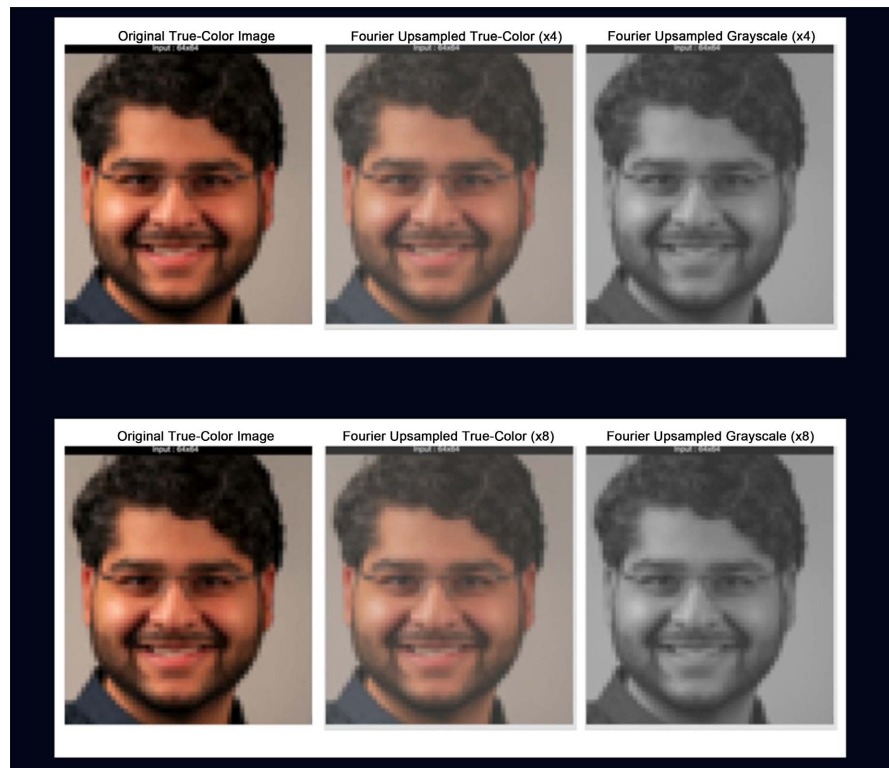 Original True-Color Image
Fourier Upsampled True-Color (x4)
Fourier Upsampled Grayscale (x4)
Input : 64x64
Input : 64x64
Input : 64x64
Original True-Color Image
Fourier Upsampled True-Color (x8)
Fourier Upsampled Grayscale (x8)
Input : 64x64
Input : 64x64
Input : 64x64